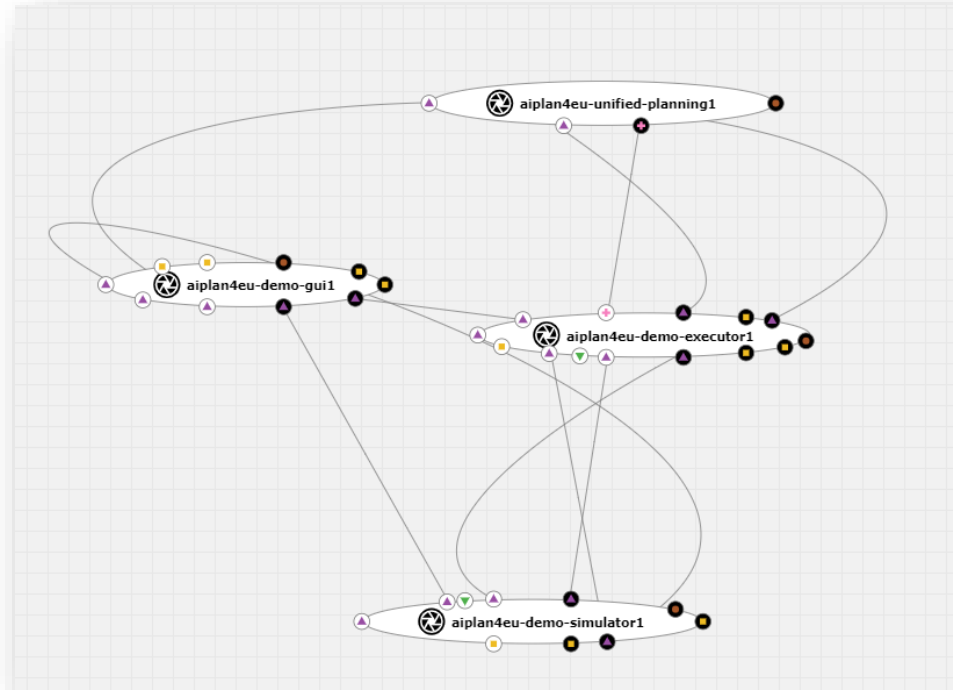 aiplan4eu-unified-planning1
aiplan4eu-demo-gui1
aiplan4eu-demo-executor1
aiplan4eu-demo-simulator1